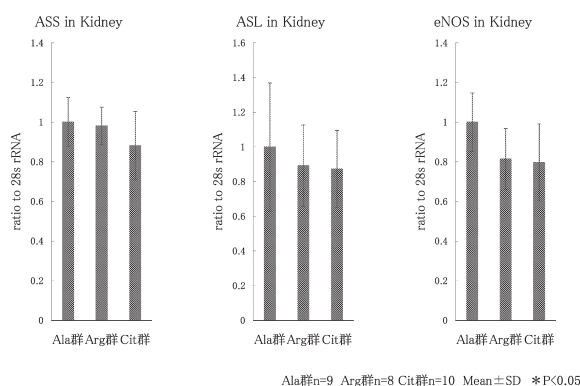 ASS in Kidney
ratio to 28s rRNA
1.4
1.2
1
0.8
0.6
0.4
0.2
0
Ala群 Arg群 Cit群
ASL in Kidney
ratio to 28s rRNA
1.6
1.4
1.2
1
0.8
0.6
0.4
0.2
0
Ala群 Arg群 Cit群
eNOS in Kidney
ratio to 28s rRNA
1.4
1.2
1
0.8
0.6
0.4
0.2
0
Ala群 Arg群 Cit群
Ala群n=9 Arg群n=8 Cit群n=10 Mean±SD ＊P<0.05